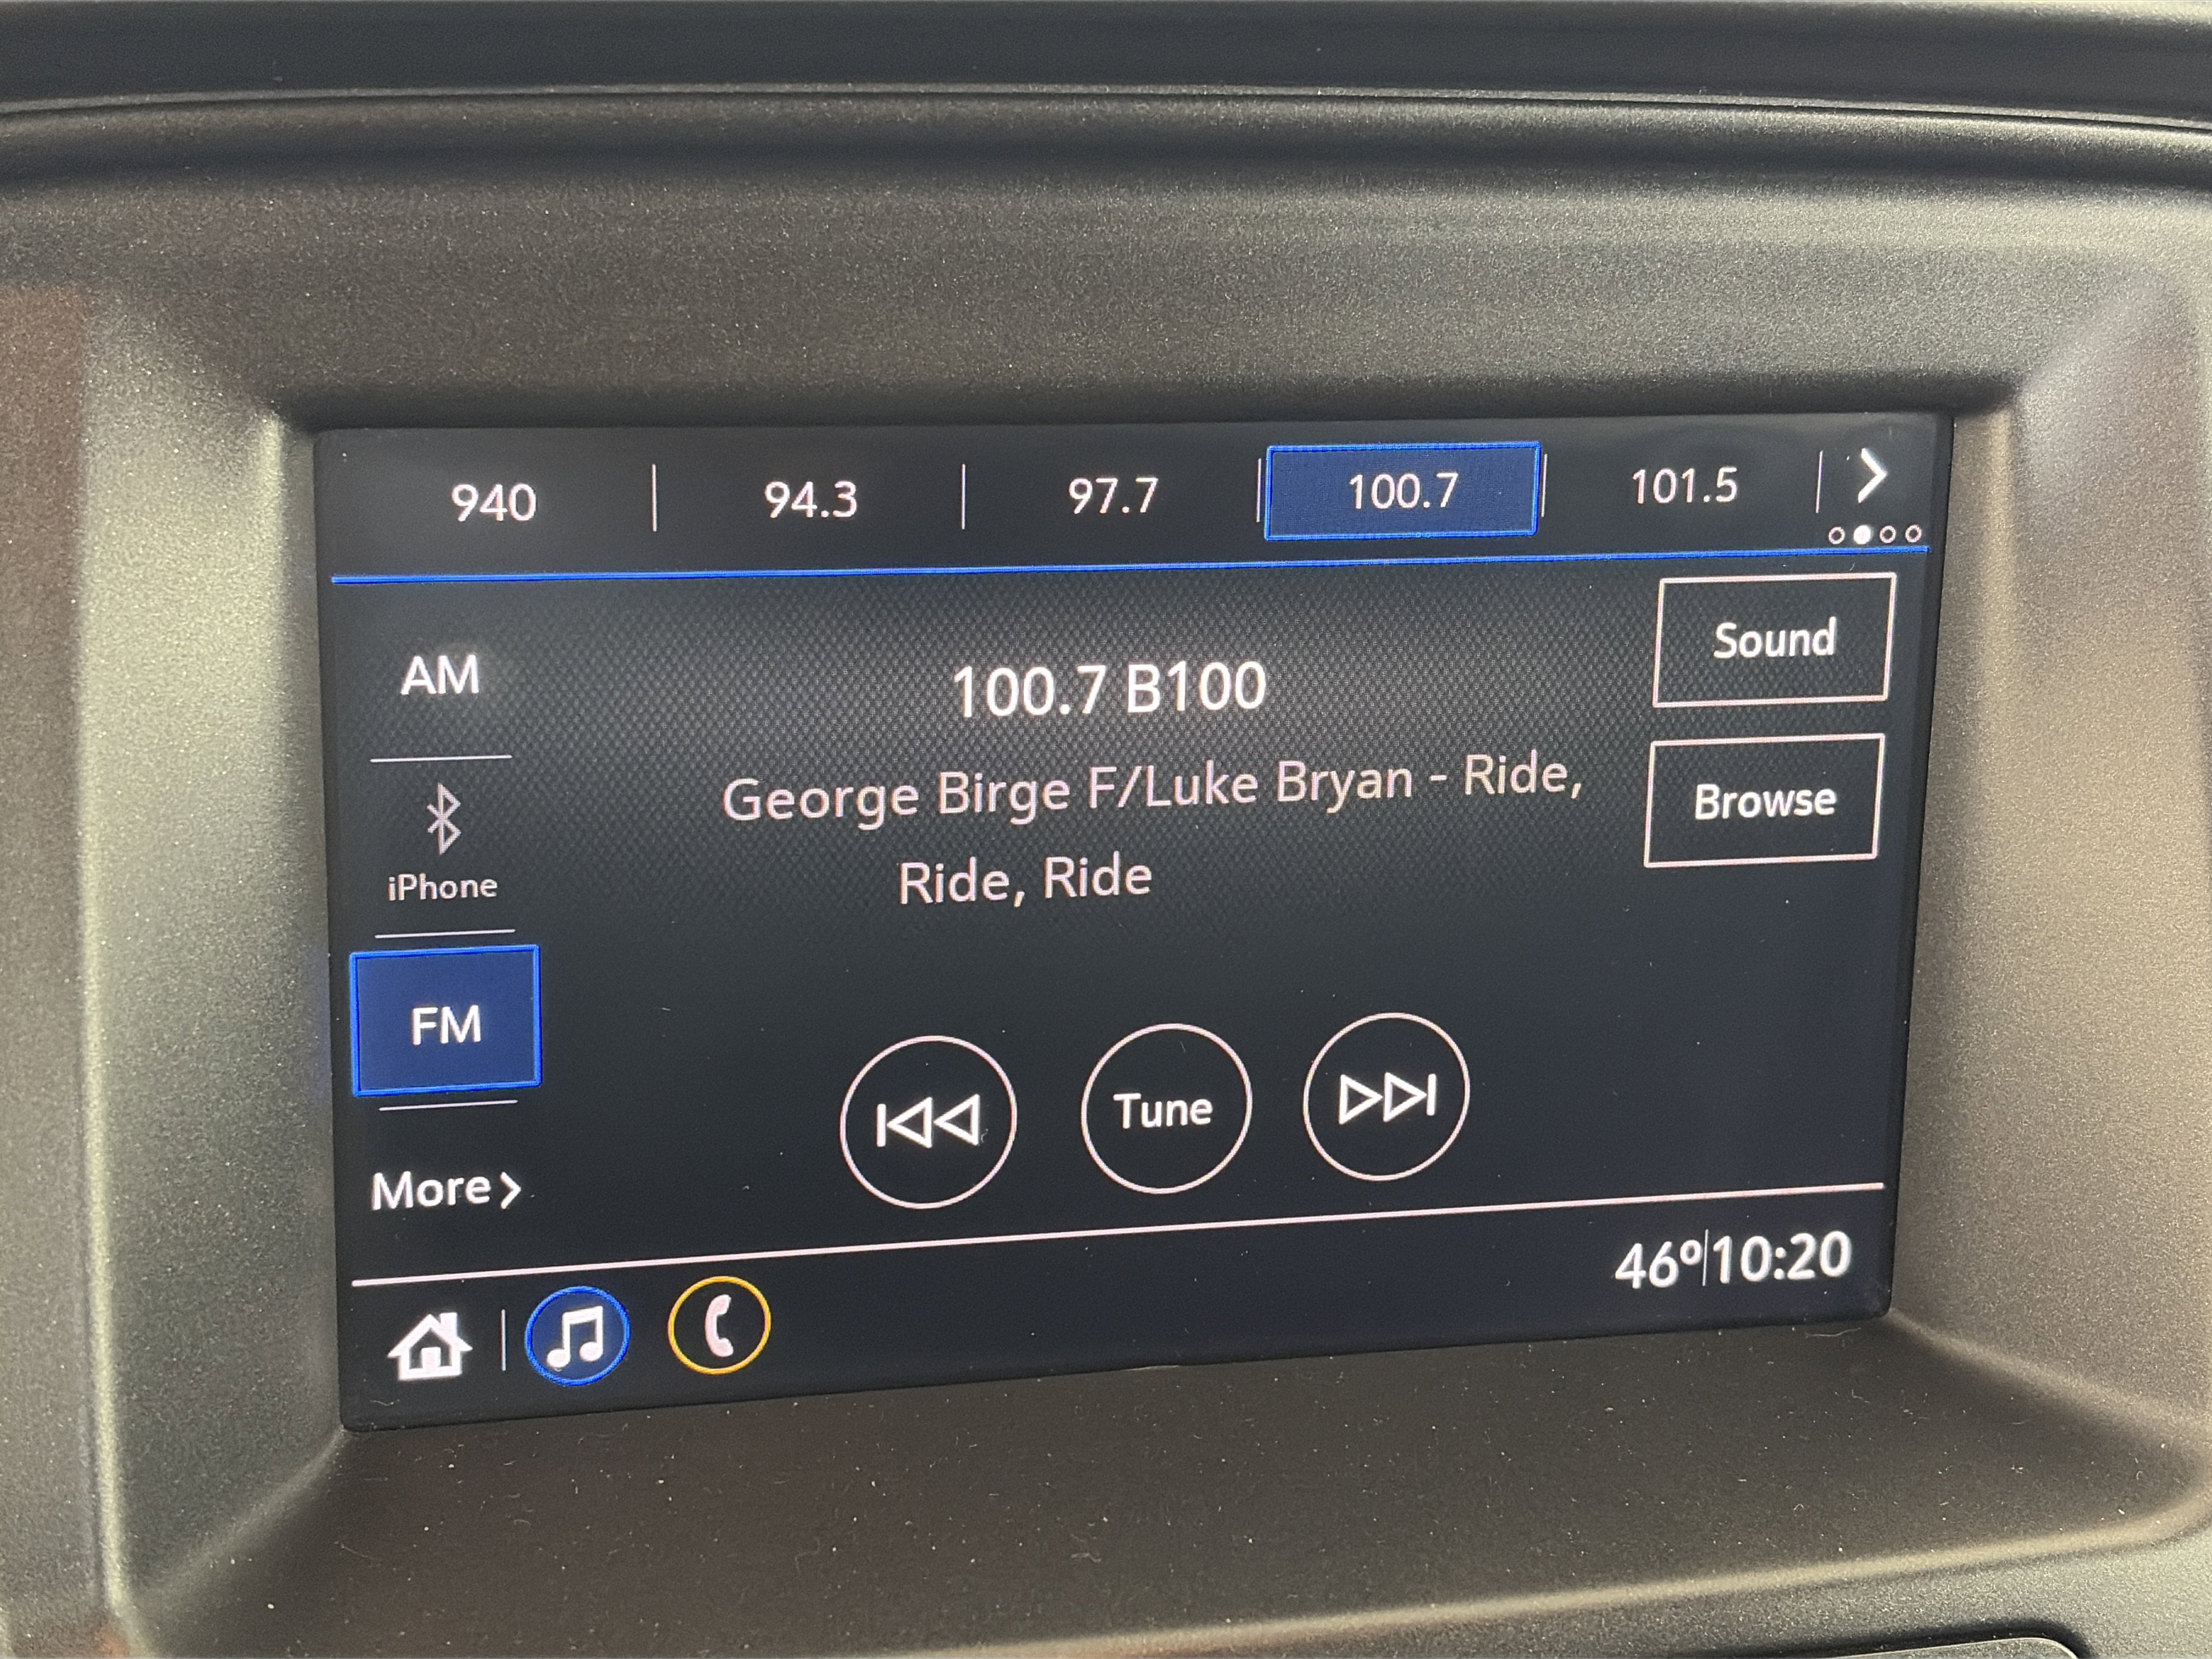 940 94.3 97.7 100.7 101.5
AM
100.7 B100
Sound
George Birge F/Luke Bryan - Ride,
Ride, Ride
Browse
iPhone
FM
Tune
More
46° 10:20